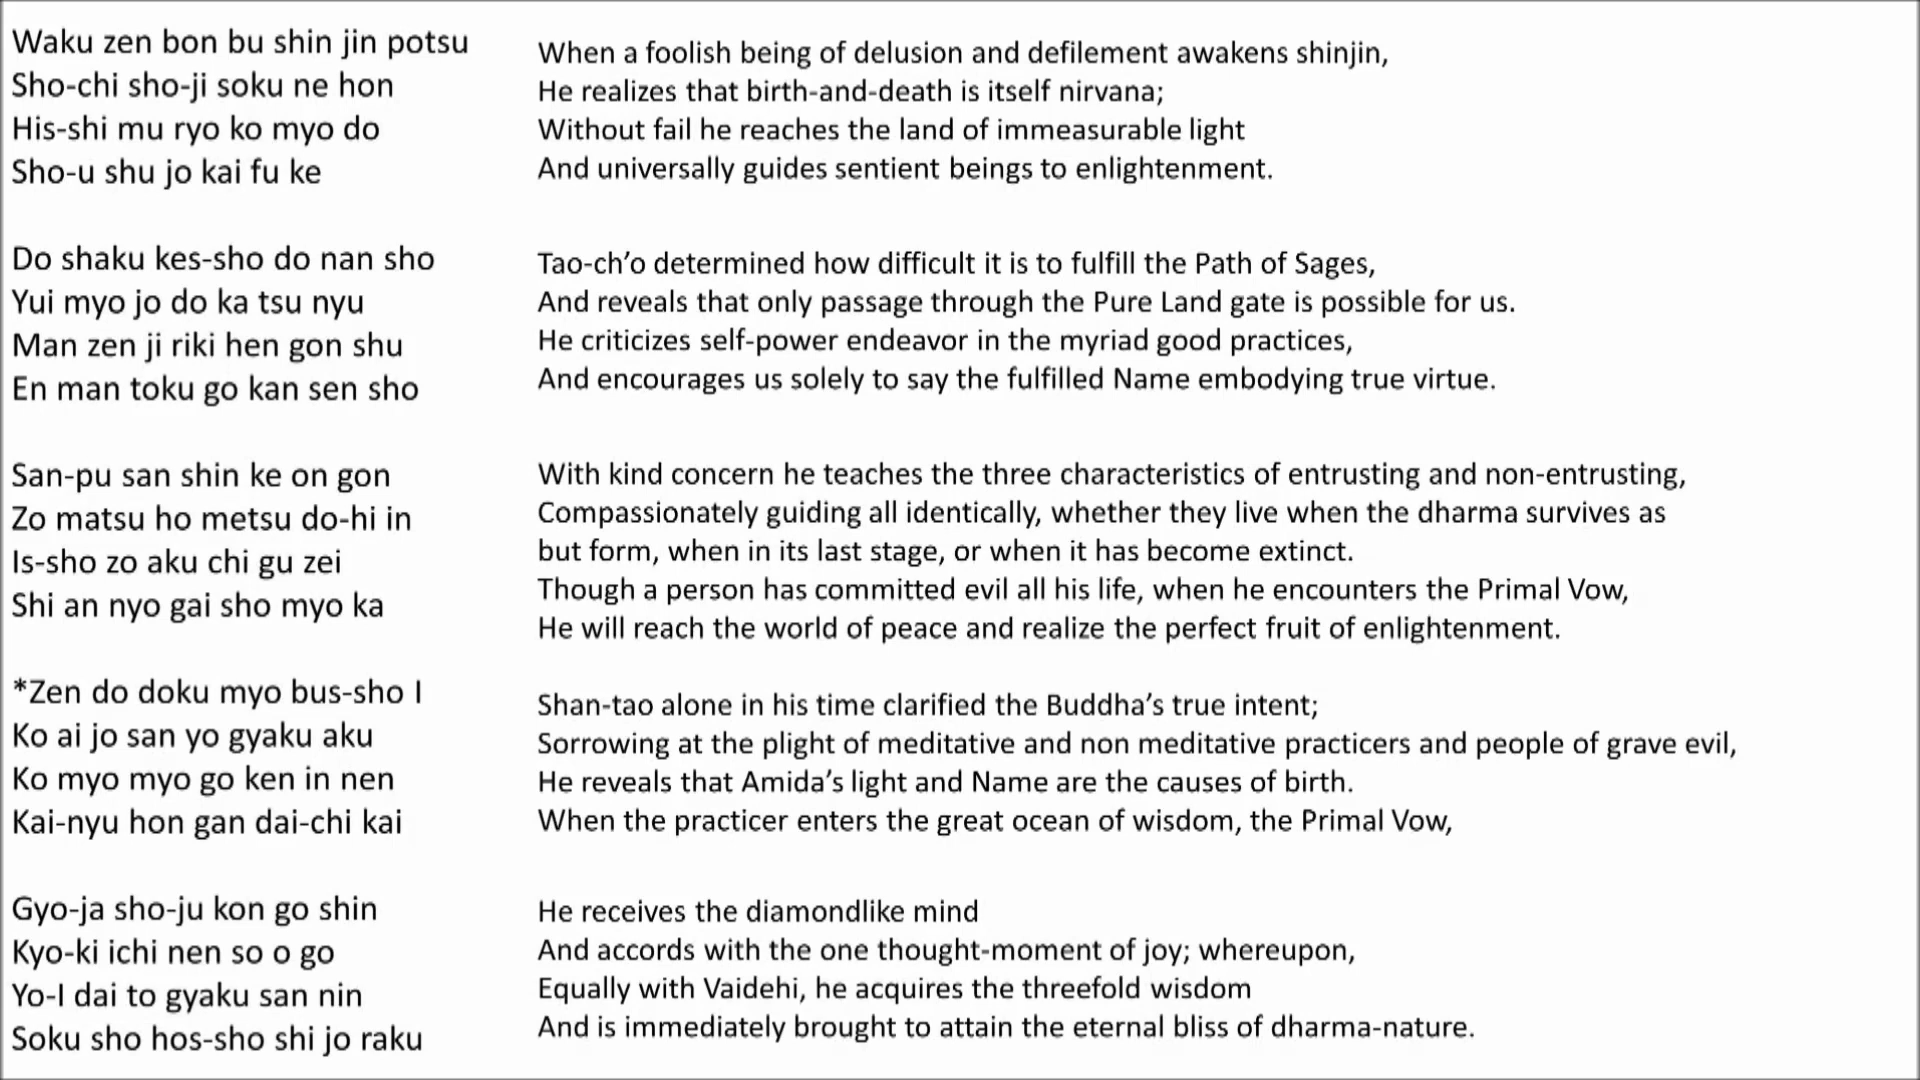 Waku zen bon bu shin jin potsu
Sho-chi sho-ji soku ne hon
His-shi mu ryo ko myo do
Sho-u shu jo kai fu ke
When a foolish being of delusion and defilement awakens shinjin,
He realizes that birth-and-death is itself nirvana;
Without fail he reaches the land of immeasurable light
And universally guides sentient beings to enlightenment.
Do shaku kes-sho do nan sho
Yui myo jo do ka tsu nyu
Man zen ji riki hen gon shu
En man toku go kan sen sho
Tao-ch’o determined how difficult it is to fulfill the Path of Sages,
And reveals that only passage through the Pure Land gate is possible for us.
He criticizes self-power endeavor in the myriad good practices,
And encourages us solely to say the fulfilled Name embodying true virtue.
San-pu san shin ke on gon
Zo matsu ho metsu do-hi in
Is-sho zo aku chi gu zei
Shi an nyo gai sho myo ka
With kind concern he teaches the three characteristics of entrusting and non-entrusting,
Compassionately guiding all identically, whether they live when the dharma survives as
but form, when in its last stage, or when it has become extinct.
Though a person has committed evil all his life, when he encounters the Primal Vow,
He will reach the world of peace and realize the perfect fruit of enlightenment.
*Zen do doku myo bus-sho I
Ko ai jo san yo gyaku aku
Ko myo myo go ken in nen
Kai-nyu hon gan dai-chi kai
Shan-tao alone in his time clarified the Buddha’s true intent;
Sorrowing at the plight of meditative and non meditative practicers and people of grave evil,
He reveals that Amida’s light and Name are the causes of birth.
When the practicer enters the great ocean of wisdom, the Primal Vow,
Gyo-ja sho-ju kon go shin
Kyo-ki ichi nen so o go
Yo-I dai to gyaku san nin
Soku sho hos-sho shi jo raku
He receives the diamondlike mind
And accords with the one thought-moment of joy; whereupon,
Equally with Vaidehi, he acquires the threefold wisdom
And is immediately brought to attain the eternal bliss of dharma-nature.